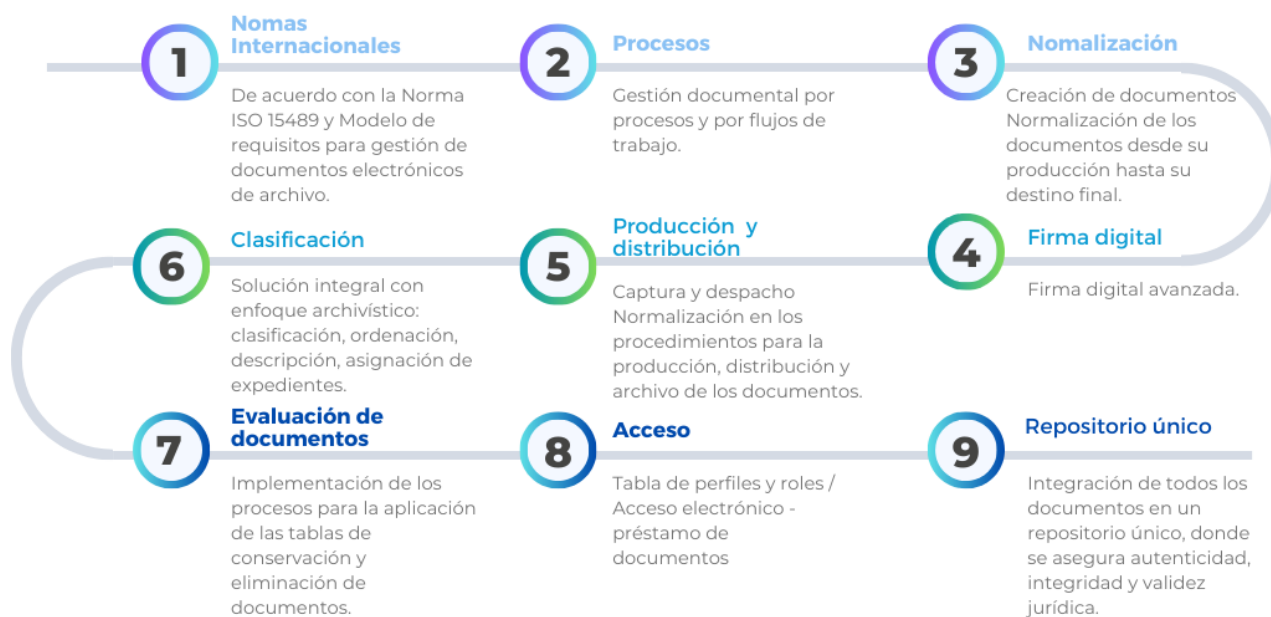 1
Nomas
Internacionales
De acuerdo con la Norma
ISO 15489 y Modelo de
requisitos para gestión de
documentos electrónicos
de archivo.
2
Procesos
Gestión documental por
procesos y por flujos de
trabajo.
3
Nomalización
Creación de documentos
Normalización de los
documentos desde su
producción hasta su
destino final.
4
Firma digital
Firma digital avanzada.
5
Producción y
distribución
Captura y despacho
Normalización en los
procedimientos para la
producción, distribución y
archivo de los documentos.
6
Clasificación
Solución integral con
enfoque archivístico:
clasificación, ordenación,
descripción, asignación de
expedientes.
7
Evaluación de
documentos
Implementación de los
procesos para la aplicación
de las tablas de
conservación y
eliminación de
documentos.
8
Acceso
Tabla de perfiles y roles /
Acceso electrónico -
préstamo de
documentos
9
Repositorio único
Integración de todos los
documentos en un
repositorio único, donde
se asegura autenticidad,
integridad y validez
jurídica.